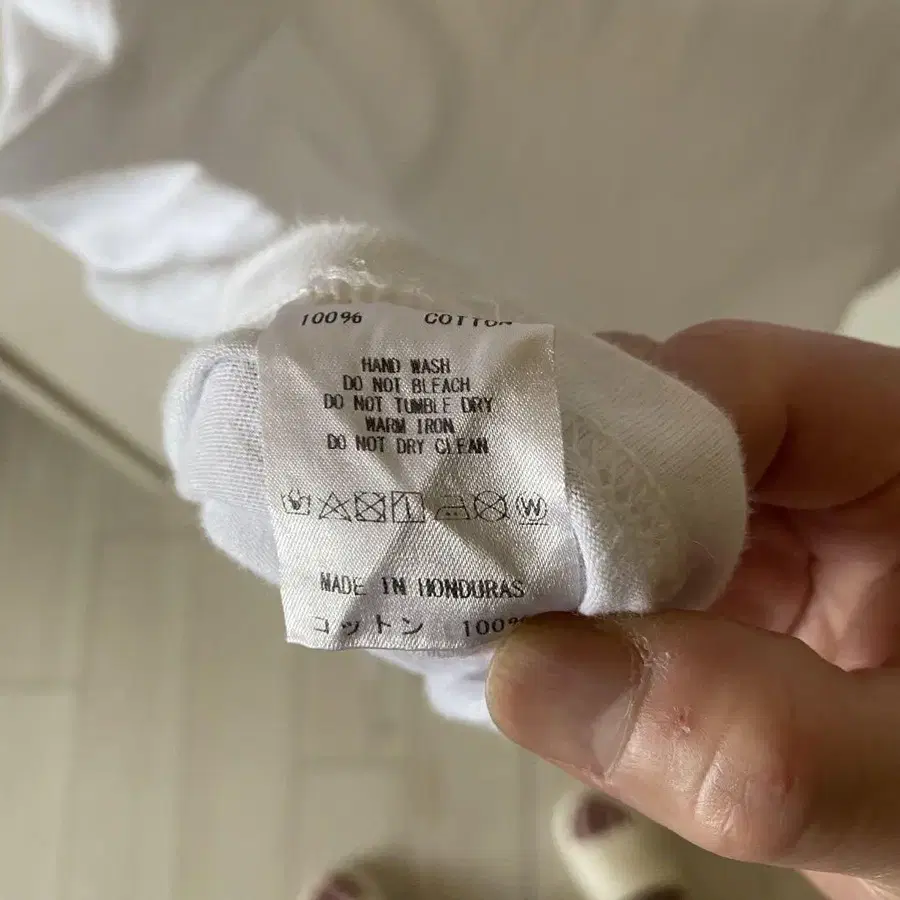 100% COTTON
HAND WASH
DO NOT BLEACH
DO NOT TUMBLE DRY
WARM IRON
DO NOT DRY CLEAN
W
MADE IN HONDURAS
コットン 100%